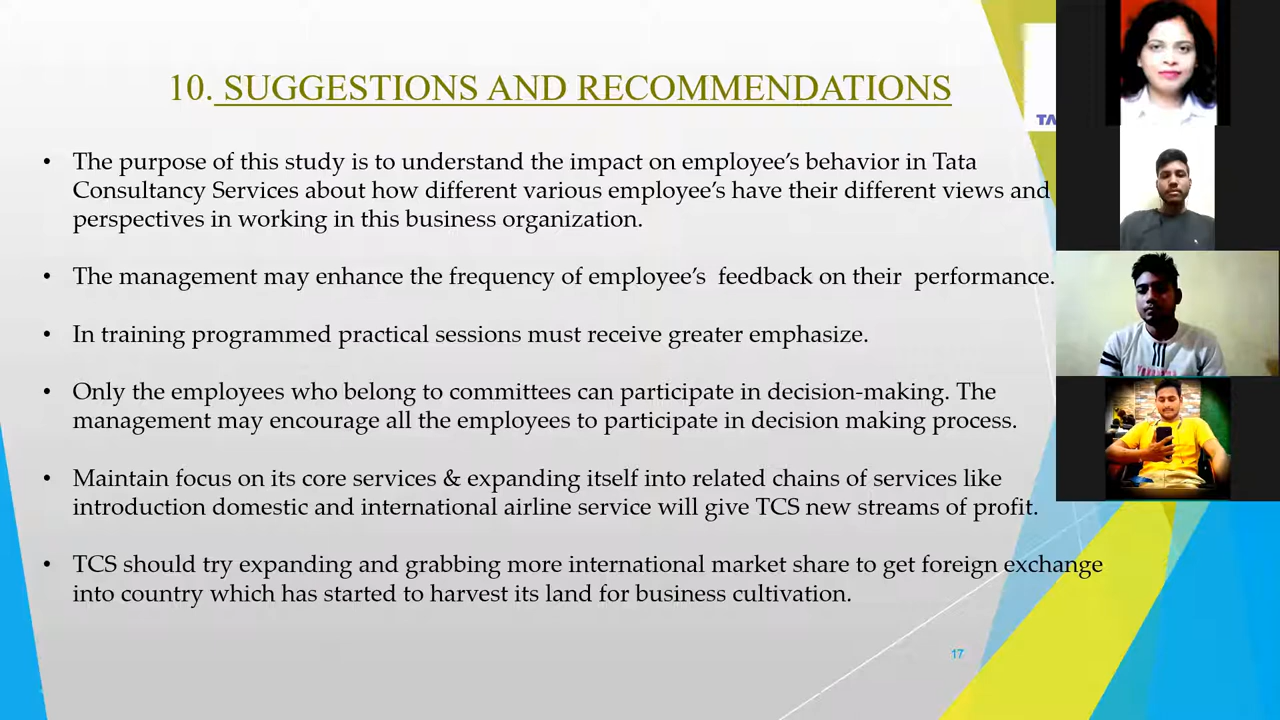 10. SUGGESTIONS AND RECOMMENDATIONS
• The purpose of this study is to understand the impact on employee's behavior in Tata
Consultancy Services about how different various employee's have their different views and
perspectives in working in this business organization.
• The management may enhance the frequency of employee's feedback on their performance.
• In training programmed practical sessions must receive greater emphasize.
• Only the employees who belong to committees can participate in decision-making. The
management may encourage all the employees to participate in decision making process.
• Maintain focus on its core services & expanding itself into related chains of services like
introduction domestic and international airline service will give TCS new streams of profit.
• TCS should try expanding and grabbing more international market share to get foreign exchange
into country which has started to harvest its land for business cultivation.
17